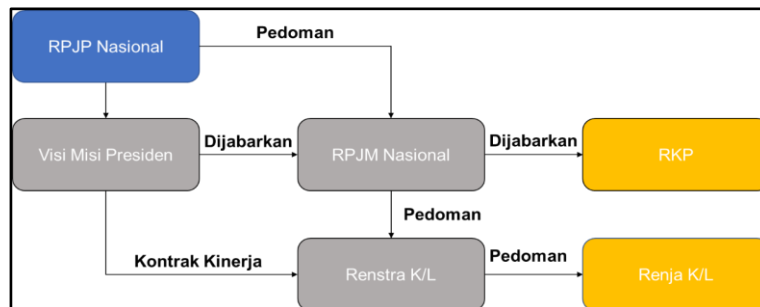 RPJP Nasional
Pedoman
Visi Misi Presiden
Dijabarkan
RPJM Nasional
Dijabarkan
RKP
Pedoman
Kontrak Kinerja
Renstra K/L
Pedoman
Renja K/L